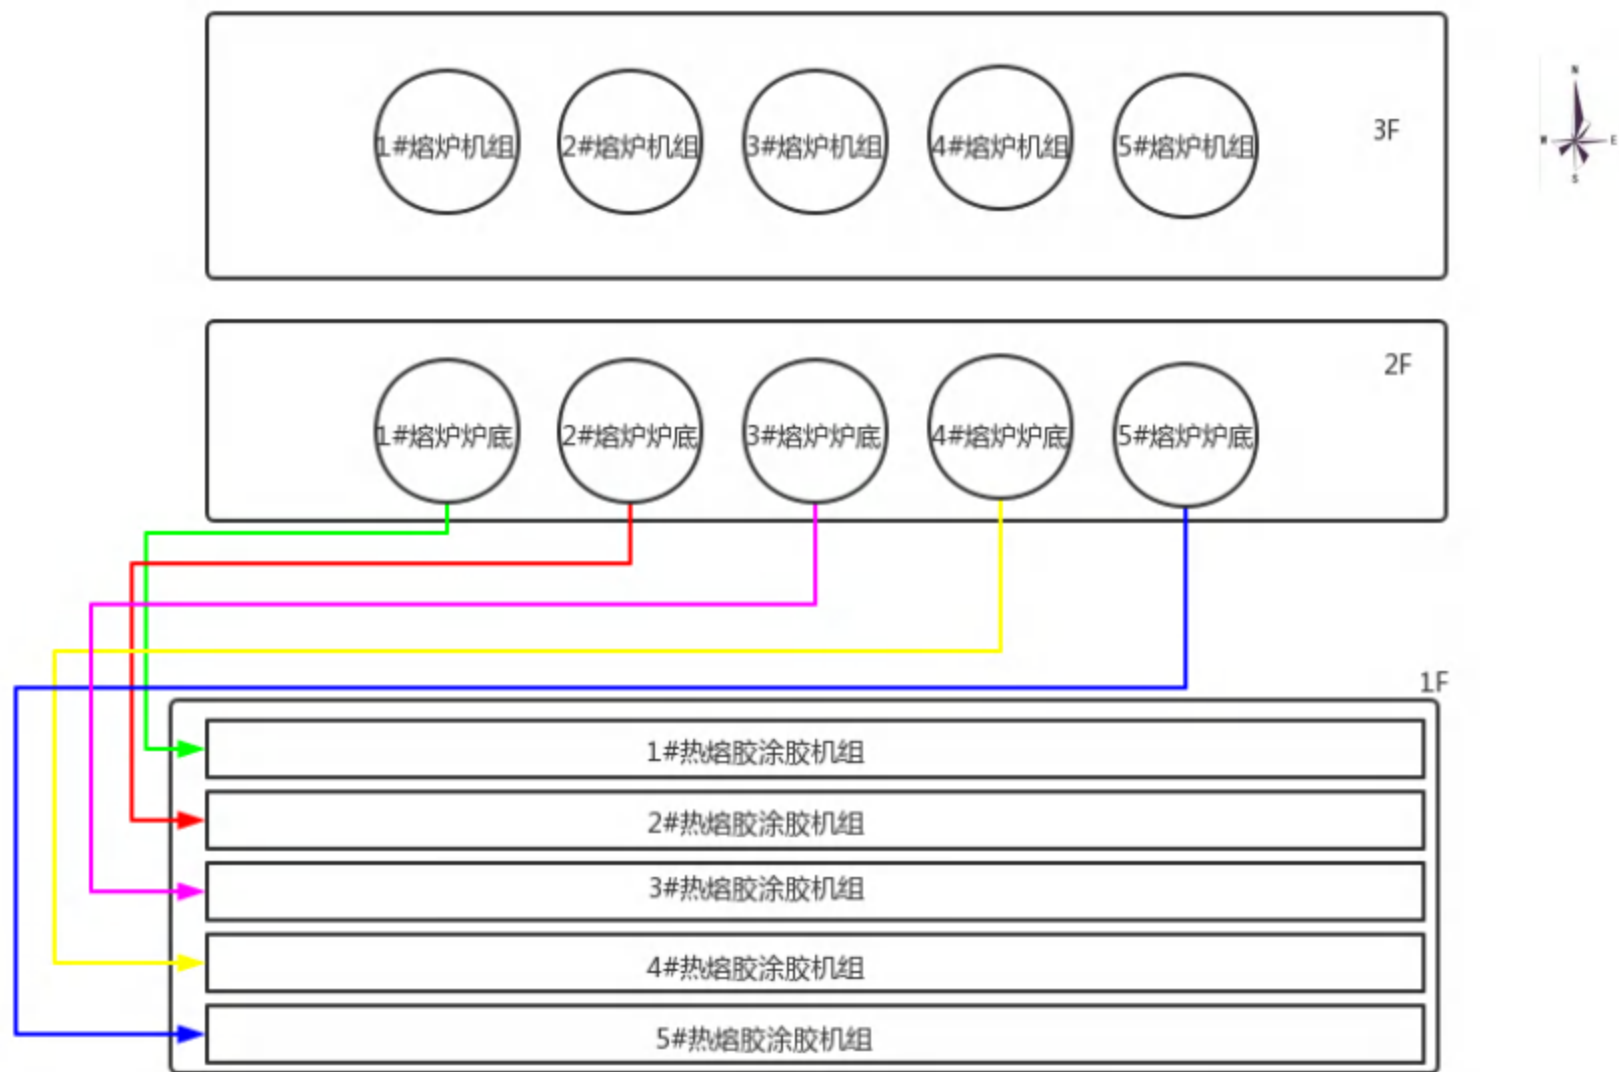 1#熔炉机组
2#熔炉机组
3#熔炉机组
4#熔炉机组
5#熔炉机组
3F
N
W
E
S
2F
1#熔炉炉底
2#熔炉炉底
3#熔炉炉底
4#熔炉炉底
5#熔炉炉底
1F
1#热熔胶涂胶机组
2#热熔胶涂胶机组
3#热熔胶涂胶机组
4#热熔胶涂胶机组
5#热熔胶涂胶机组